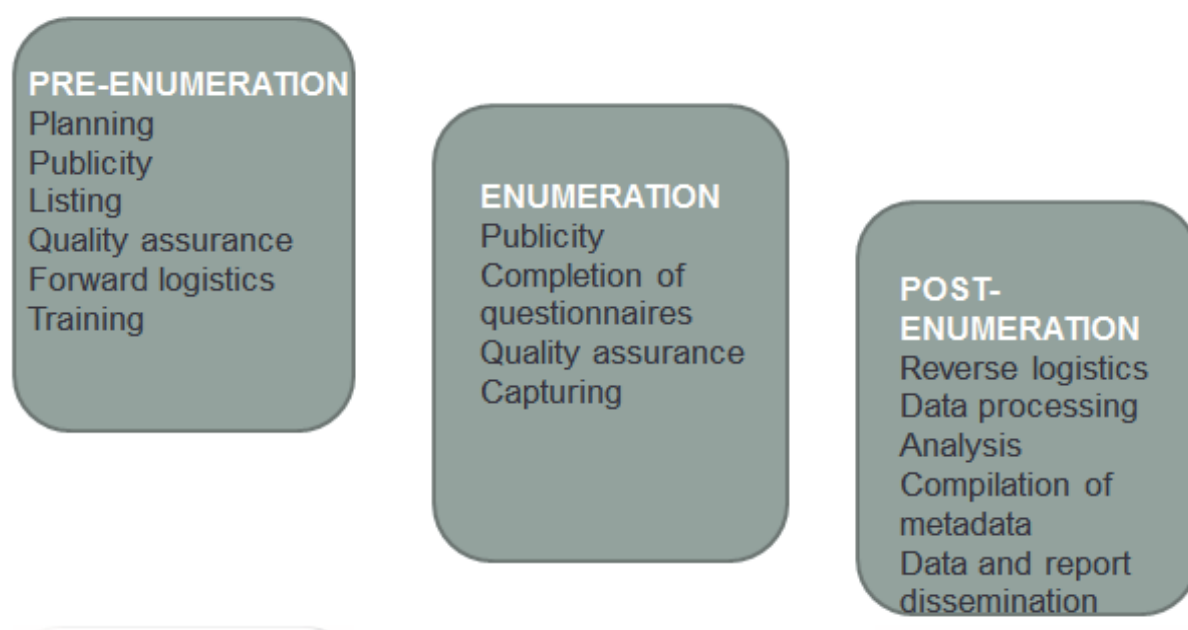 PRE-ENUMERATION
Planning
Publicity
Listing
Quality assurance
Forward logistics
Training
ENUMERATION
Publicity
Completion of
questionnaires
Quality assurance
Capturing
POST-
ENUMERATION
Reverse logistics
Data processing
Analysis
Compilation of
metadata
Data and report
dissemination